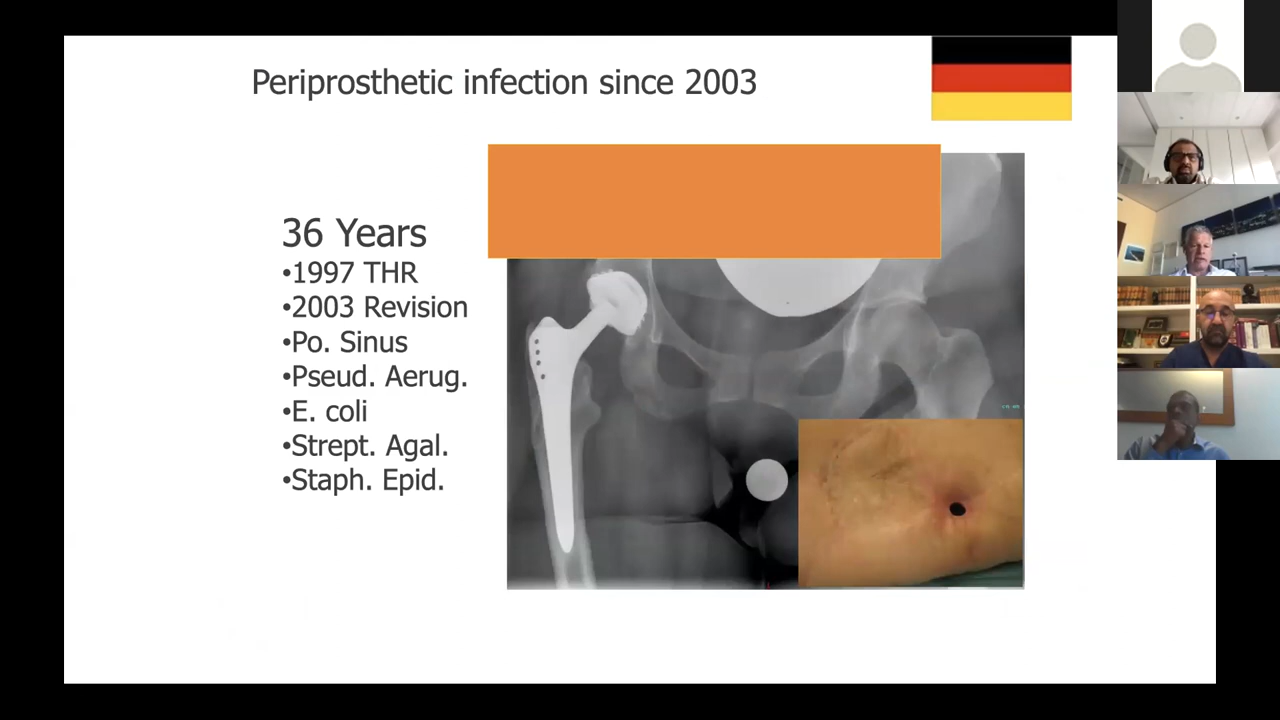 Periprosthetic infection since 2003
36 Years
•1997 THR
•2003 Revision
•Po. Sinus
•Pseud. Aerug.
•E. coli
•Strept. Agal.
•Staph. Epid.